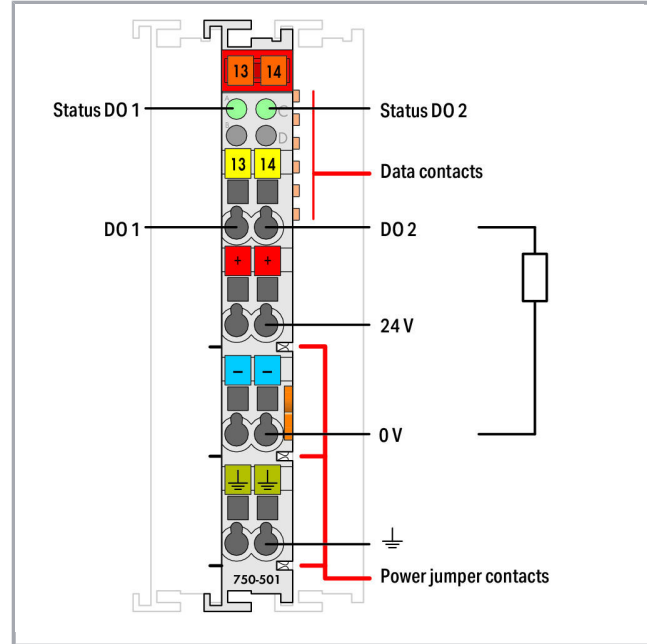 13 14
A C
Status DO 1
Status DO 2
B D
13 14
Data contacts
DO 1
DO 2
+ +
24 V
− −
0 V
750-501
Power jumper contacts